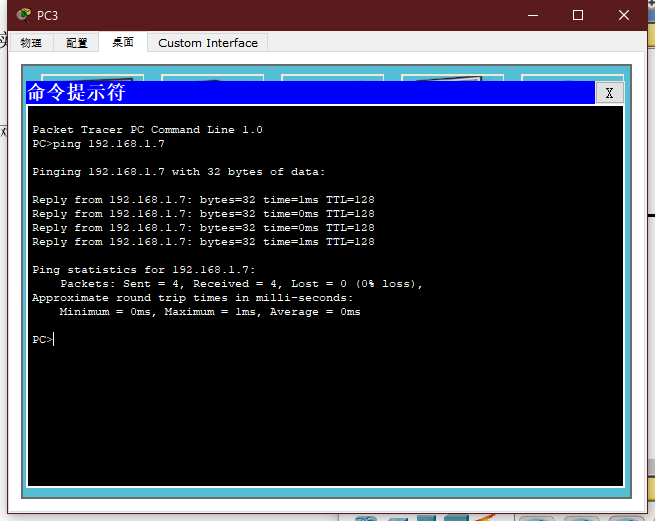 PC3
物理 配置 桌面 Custom Interface
命令提示符 X
Packet Tracer PC Command Line 1.0
PC>ping 192.168.1.7
Pinging 192.168.1.7 with 32 bytes of data:
Reply from 192.168.1.7: bytes=32 time=1ms TTL=128
Reply from 192.168.1.7: bytes=32 time=0ms TTL=128
Reply from 192.168.1.7: bytes=32 time=0ms TTL=128
Reply from 192.168.1.7: bytes=32 time=1ms TTL=128
Ping statistics for 192.168.1.7:
Packets: Sent = 4, Received = 4, Lost = 0 (0% loss),
Approximate round trip times in milli-seconds:
Minimum = 0ms, Maximum = 1ms, Average = 0ms
PC>